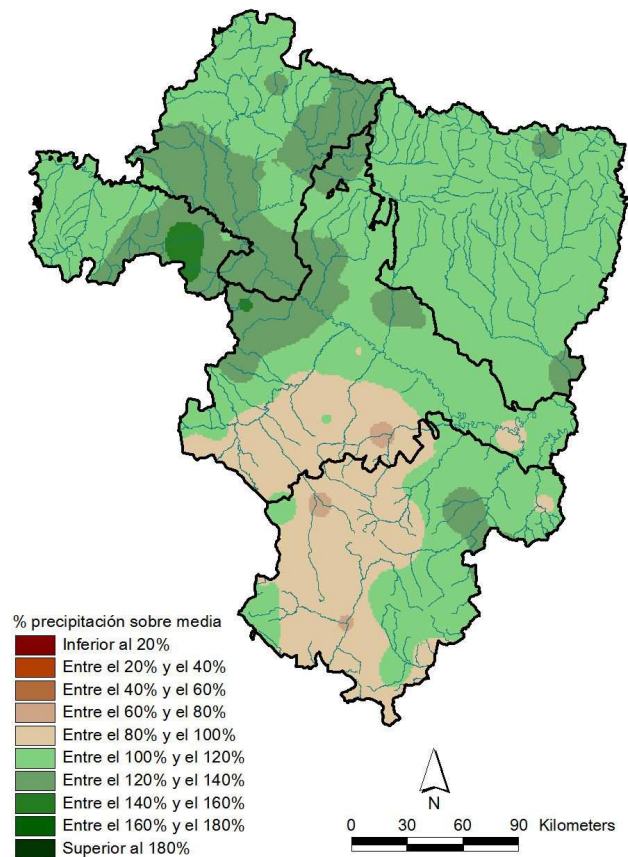 % precipitación sobre media
Inferior al 20%
Entre el 20% y el 40%
Entre el 40% y el 60%
Entre el 60% y el 80%
Entre el 80% y el 100%
Entre el 100% y el 120%
Entre el 120% y el 140%
Entre el 140% y el 160%
Entre el 160% y el 180%
Superior al 180%
N
0 30 60 90 Kilometers